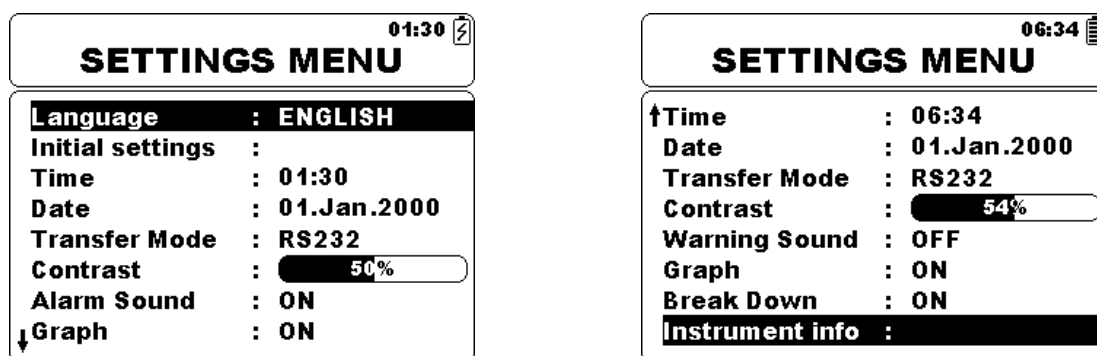 01:30
SETTINGS MENU
Language : ENGLISH
Initial settings :
Time : 01:30
Date : 01.Jan.2000
Transfer Mode : RS232
Contrast : 50%
Alarm Sound : ON
Graph : ON
06:34
SETTINGS MENU
Time : 06:34
Date : 01.Jan.2000
Transfer Mode : RS232
Contrast : 54%
Warning Sound : OFF
Graph : ON
Break Down : ON
Instrument info :